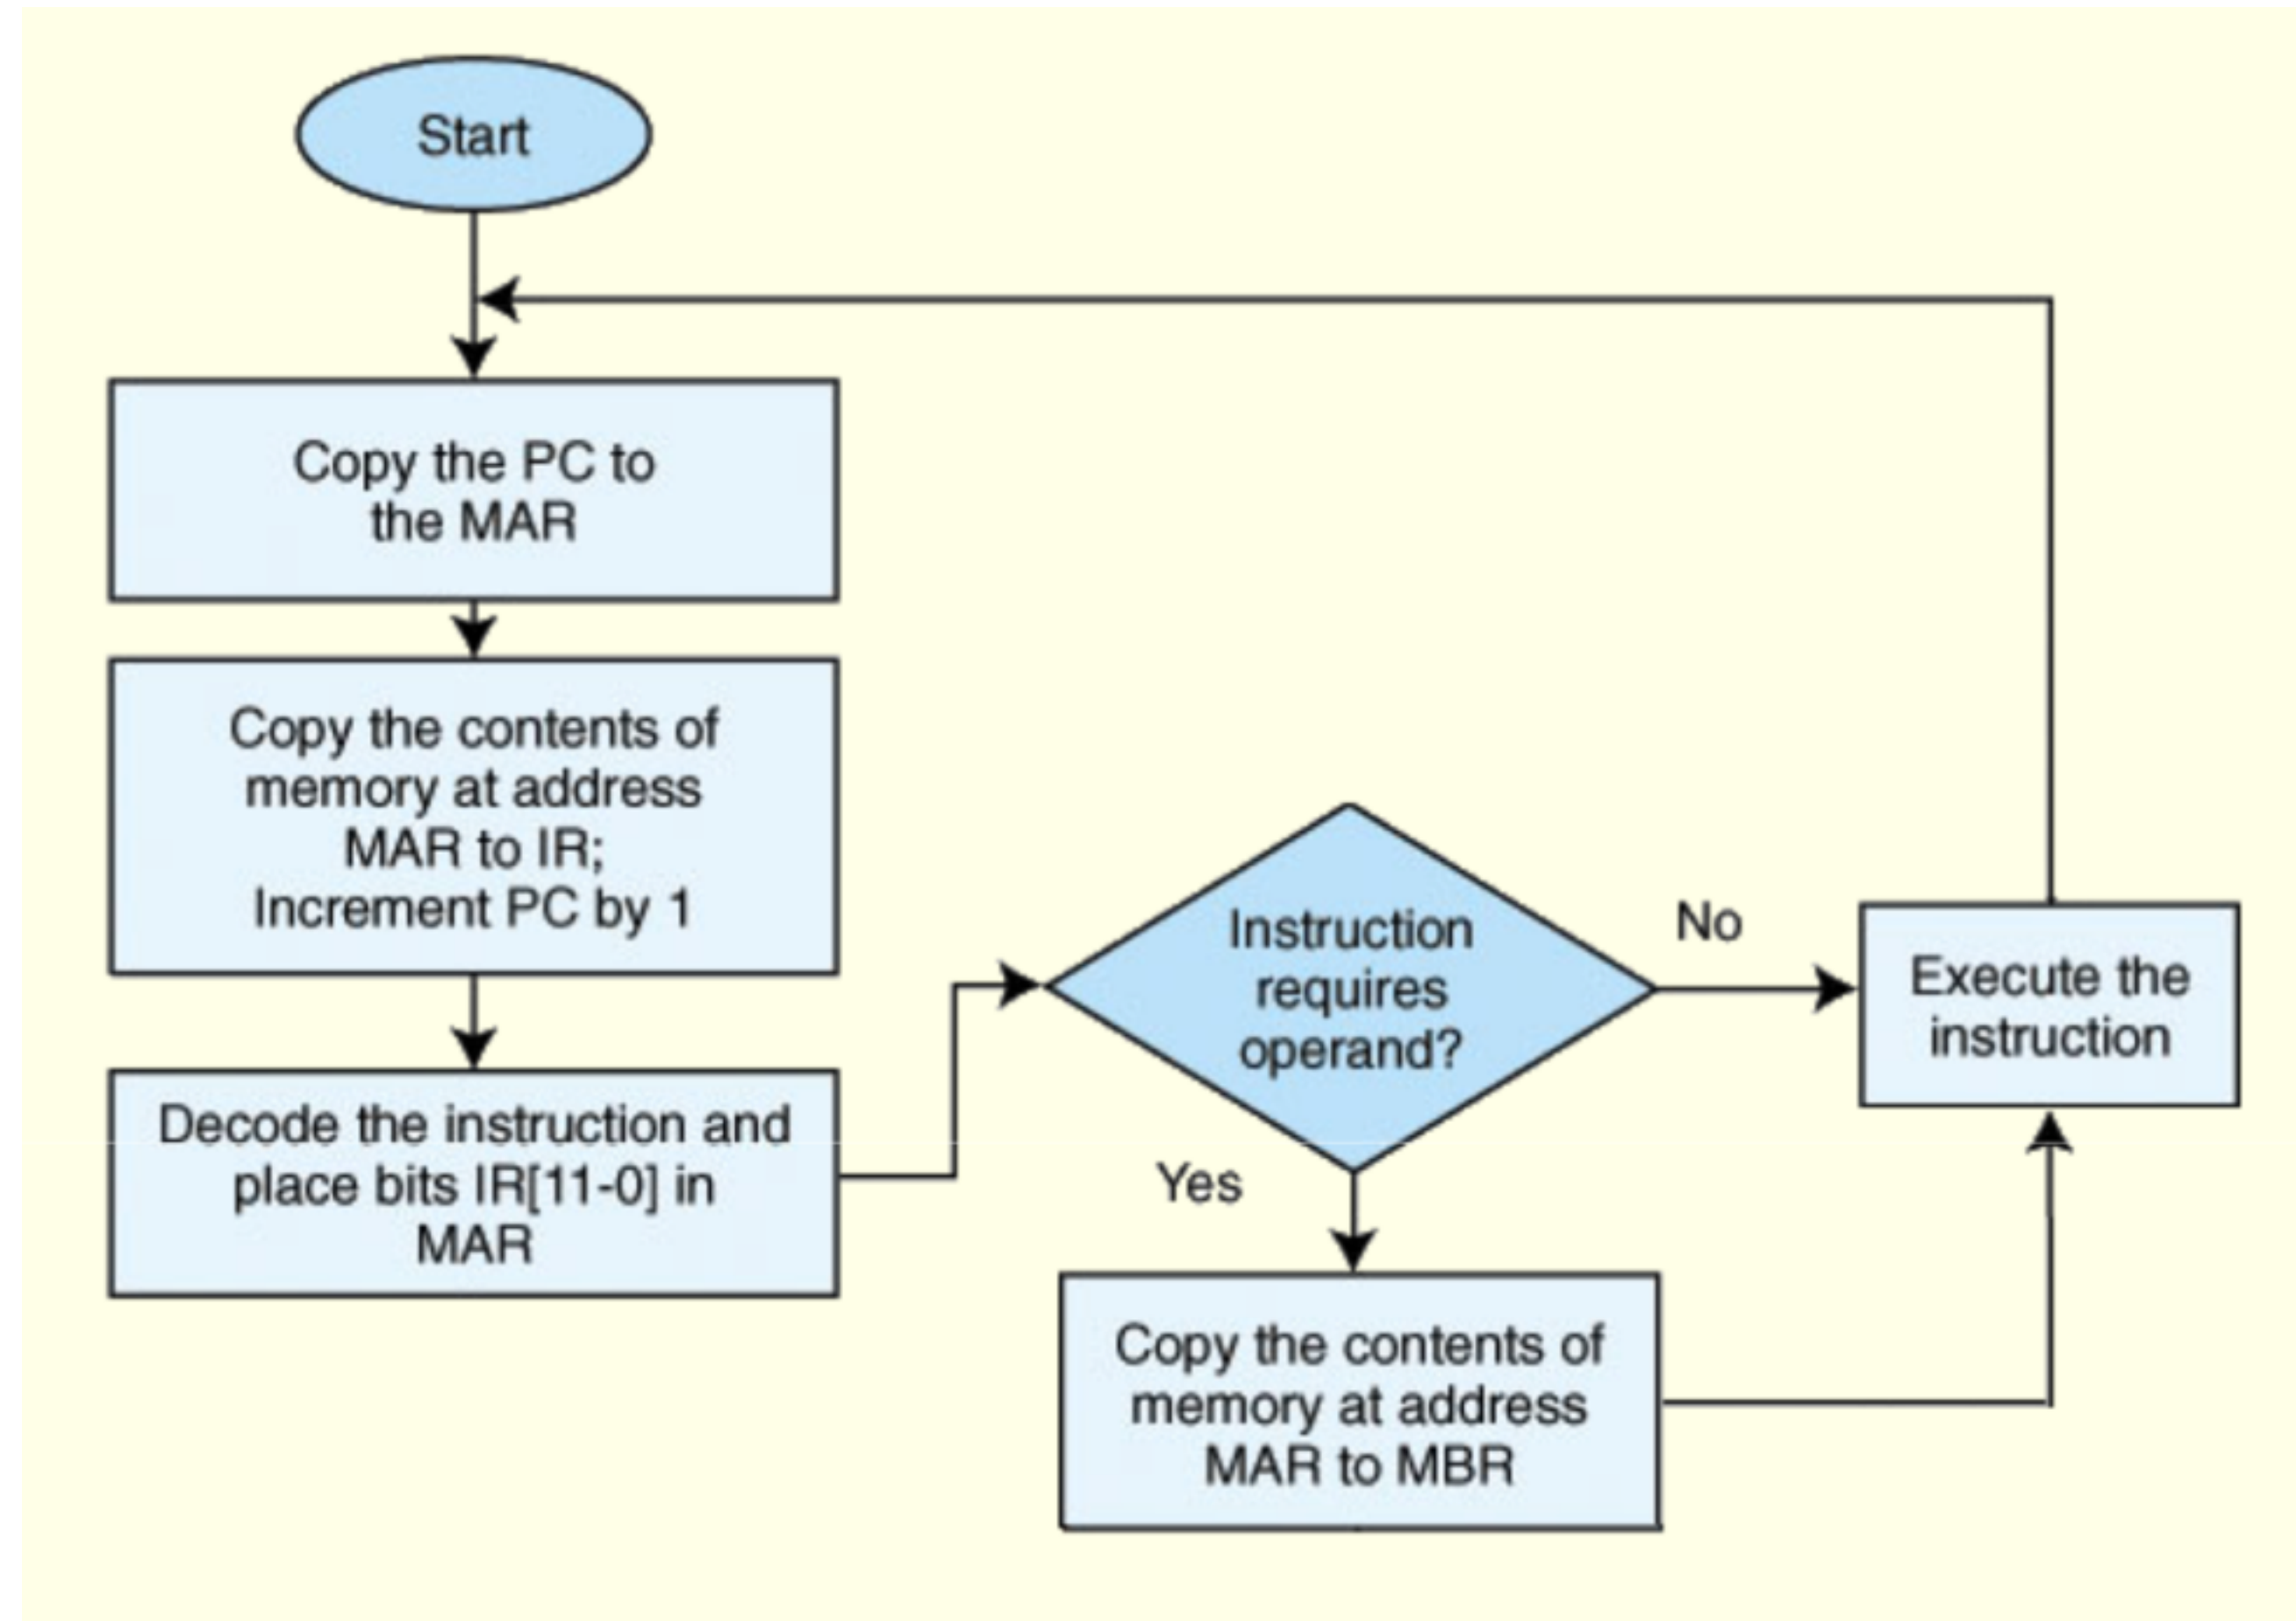 Start
Copy the PC to
the MAR
Copy the contents of
memory at address
MAR to IR;
Increment PC by 1
Decode the instruction and
place bits IR[11-0] in
MAR
Instruction
requires
operand?
No
Yes
Execute the
instruction
Copy the contents of
memory at address
MAR to MBR